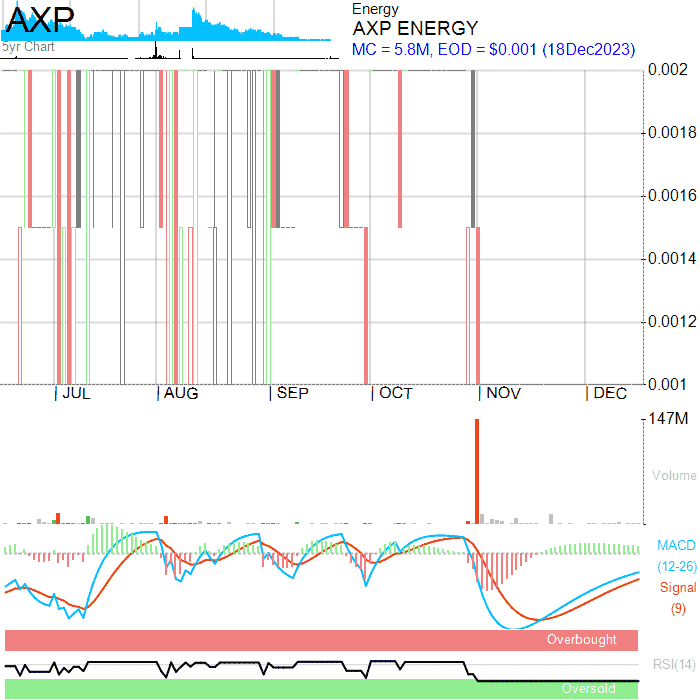 AXP
5yr Chart
Energy
AXP ENERGY
MC = 5.8M, EOD = $0.001 (18Dec2023)
0.002
0.0018
0.0016
0.0014
0.0012
0.001
JUL AUG SEP OCT NOV DEC
147M
Volume
MACD
(12-26)
Signal
(9)
Overbought
RSI(14)
Oversold